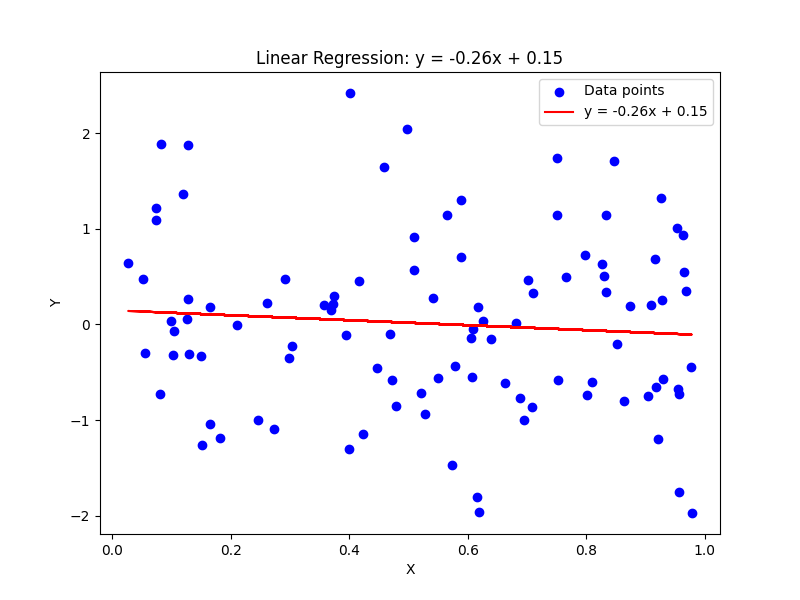 Linear Regression: y = -0.26x + 0.15
Data points
y = -0.26x + 0.15
2
1
0
−1
−2
Y
0.0 0.2 0.4 0.6 0.8 1.0
X